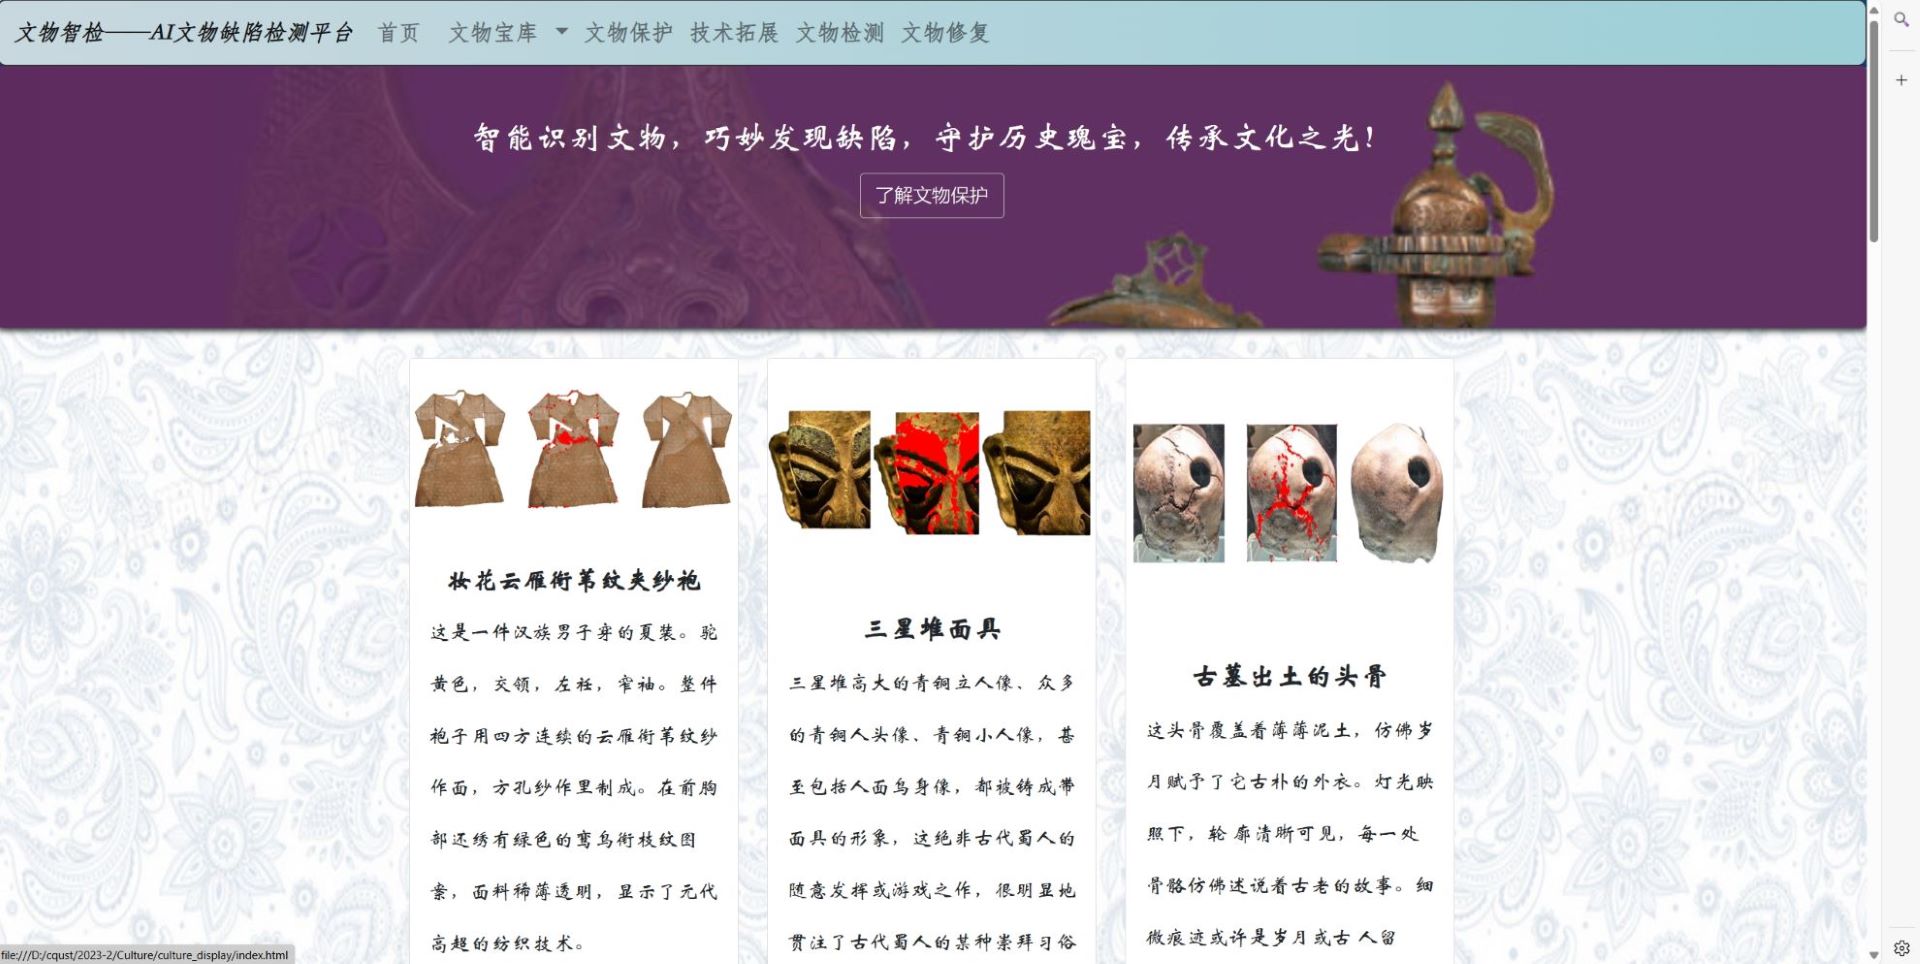 文物智检——AI文物缺陷检测平台 首页 文物宝库 文物保护 技术拓展 文物检测 文物修复
智能识别文物，巧妙发现缺陷，守护历史瑰宝，传承文化之光！
了解文物保护
妆花云雁衔苇纹夹纱袍
这是一件汉族男子穿的夏装。驼
黄色，交领，左衽，窄袖。整件
袍子用四方连续的云雁衔苇纹纱
作面，方孔纱作里制成。在前胸
部还绣有绿色的鸾鸟衔枝纹图
案，面料稀薄透明，显示了元代
高超的纺织技术。
三星堆面具
三星堆高大的青铜立人像、众多
的青铜人头像、青铜小人像，甚
至包括人面鸟身像，都被铸成带
面具的形象，这绝非古代蜀人的
随意发挥或游戏之作，很明显地
贯注了古代蜀人的某种崇拜习俗
古墓出土的头骨
这头骨覆盖着薄薄泥土，仿佛岁
月赋予了它古朴的外衣。灯光映
照下，轮 廓清晰可见，每一处
骨骼仿佛述说着古老的故事。细
微痕迹或许是岁月或古 人留
file:///D:/cqust/2023-2/Culture/culture_display/index.html